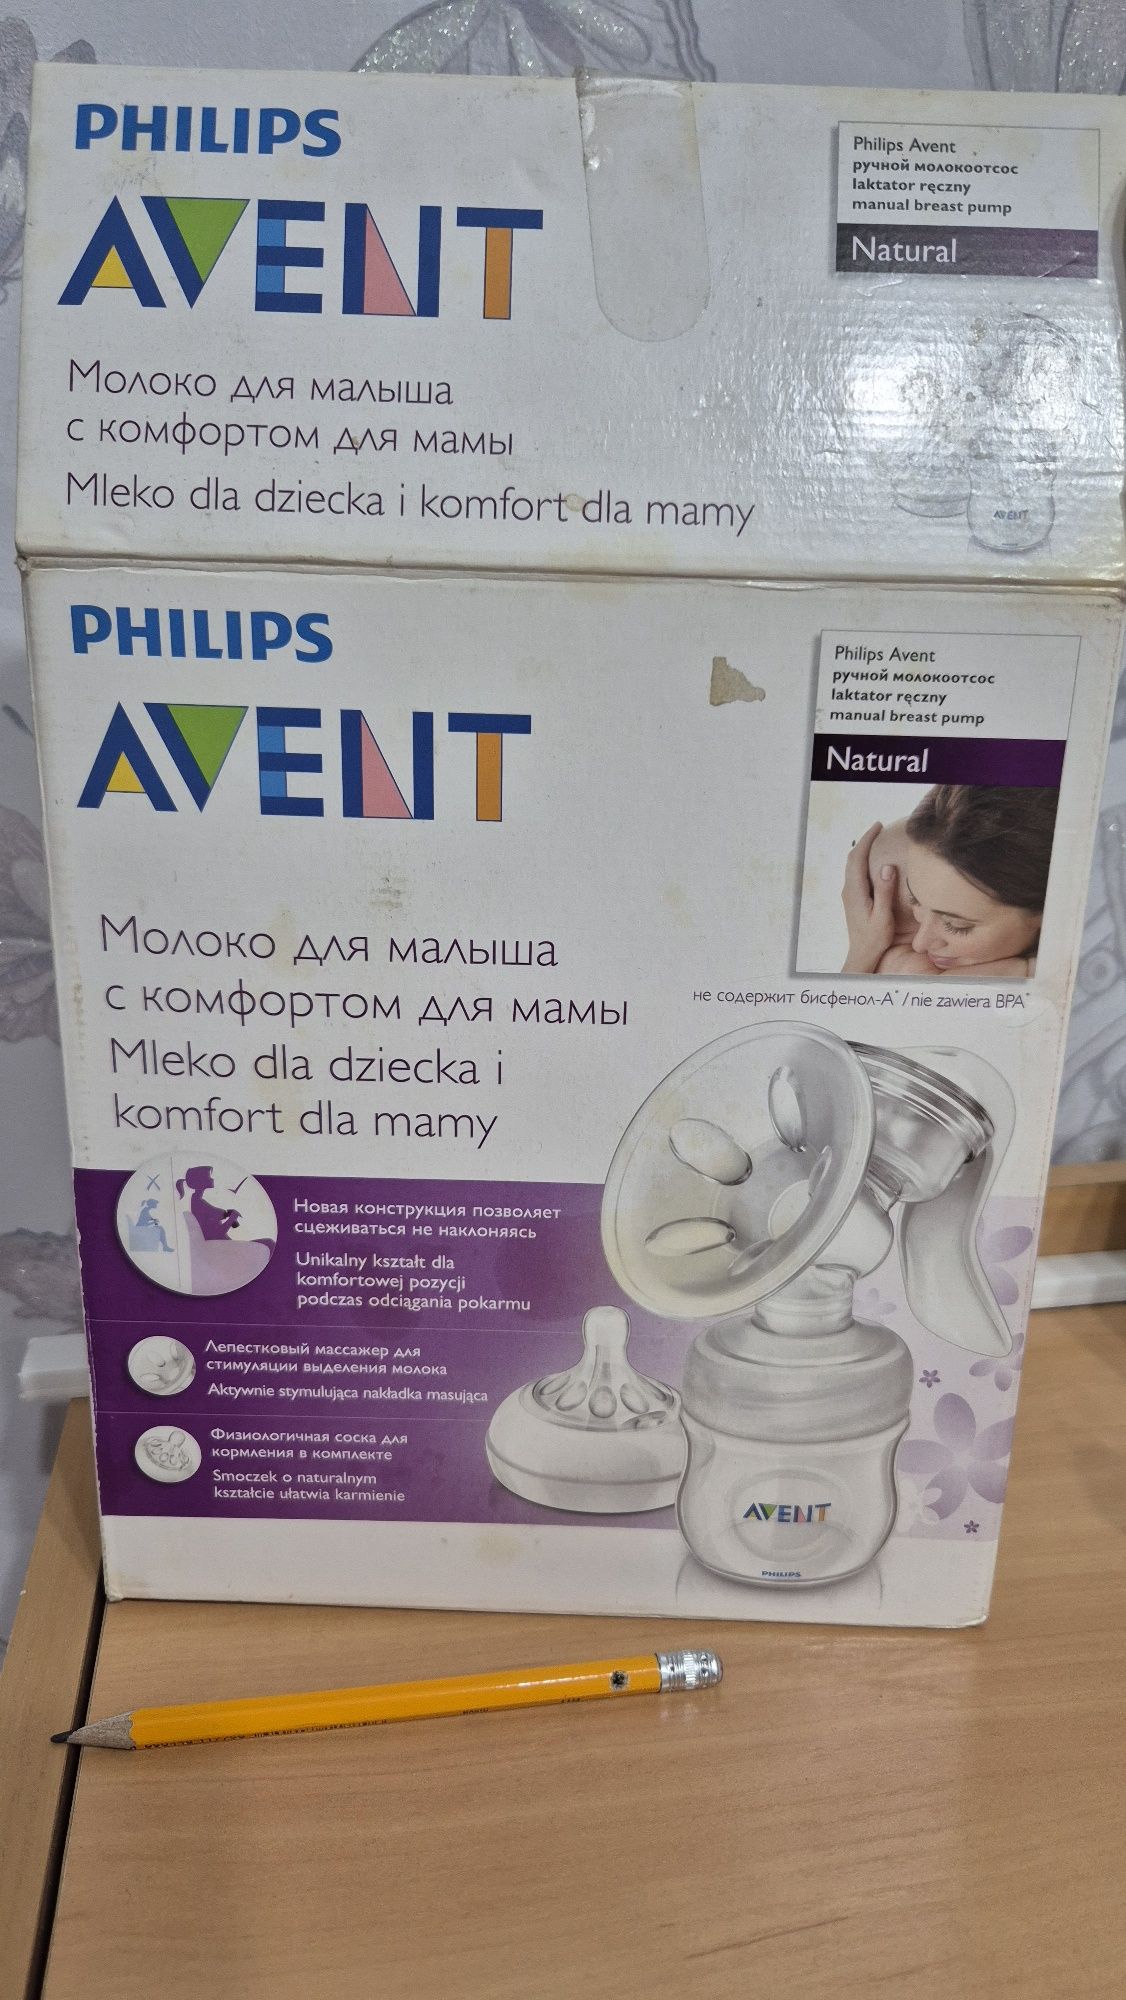 PHILIPS
AVENT
Philips Avent
ручной молокоотсос
laktator ręczny
manual breast pump
Natural
Молоко для малыша
с комфортом для мамы
Mleko dla dziecka i komfort dla mamy
AVENT
PHILIPS
AVENT
Philips Avent
ручной молокоотсос
laktator ręczny
manual breast pump
Natural
не содержит бисфенол-А* / nie zawiera BPA*
Молоко для малыша
с комфортом для мамы
Mleko dla dziecka i
komfort dla mamy
Новая конструкция позволяет
сцеживаться не наклоняясь
Unikalny kształt dla
komfortowej pozycji
podczas odciągania pokarmu
Лепестковый массажер для
стимуляции выделения молока
Aktywnie stymulująca nakładka masująca
Физиологичная соска для
кормления в комплекте
Smoczek o naturalnym
kształcie ułatwia karmienie
AVENT
PHILIPS